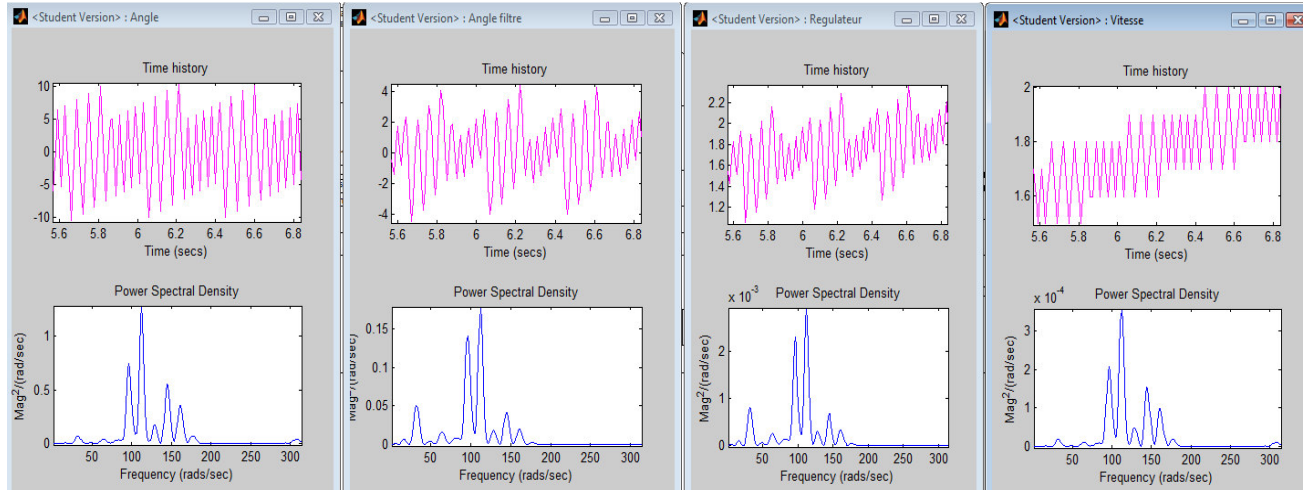 <Student Version> : Angle
Time history
10
5
0
-5
-10
5.6 5.8 6 6.2 6.4 6.6 6.8
Time (secs)
Power Spectral Density
Mag²/(rad/sec)
1
0.5
0
50 100 150 200 250 300
Frequency (rads/sec)
<Student Version> : Angle filtre
Time history
4
2
0
-2
-4
5.6 5.8 6 6.2 6.4 6.6 6.8
Time (secs)
Power Spectral Density
Mag²/(rad/sec)
0.15
0.1
0.05
0
50 100 150 200 250 300
Frequency (rads/sec)
<Student Version> : Regulateur
Time history
2.2
2
1.8
1.6
1.4
1.2
5.6 5.8 6 6.2 6.4 6.6 6.8
Time (secs)
x 10⁻³
Power Spectral Density
Mag²/(rad/sec)
2
1
0
50 100 150 200 250 300
Frequency (rads/sec)
<Student Version> : Vitesse
Time history
2
1.8
1.6
5.6 5.8 6 6.2 6.4 6.6 6.8
Time (secs)
x 10⁻⁴
Power Spectral Density
Mag²/(rad/sec)
3
2
1
0
50 100 150 200 250 300
Frequency (rads/sec)